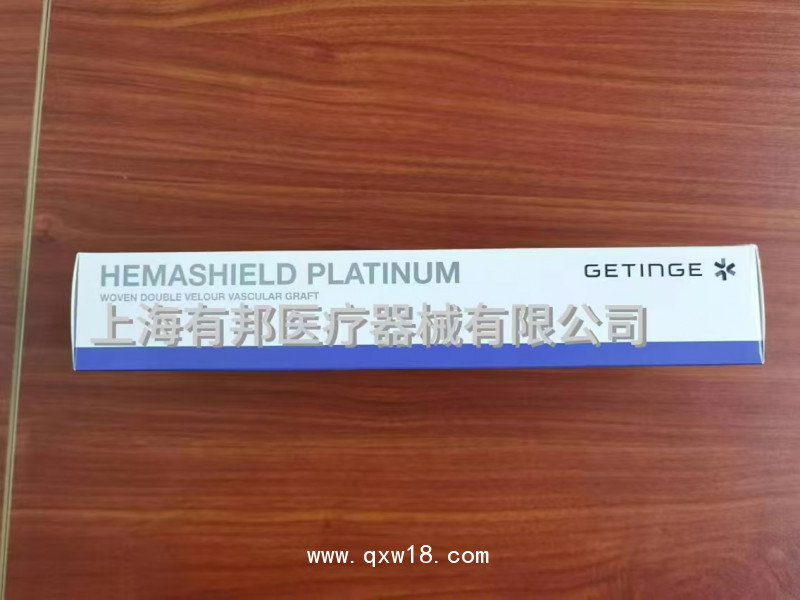 HEMASHIELD PLATINUM
GETINGE
WOVEN DOUBLE VELOUR VASCULAR GRAFT
上海有邦医疗器械有限公司
www.qxw18.com